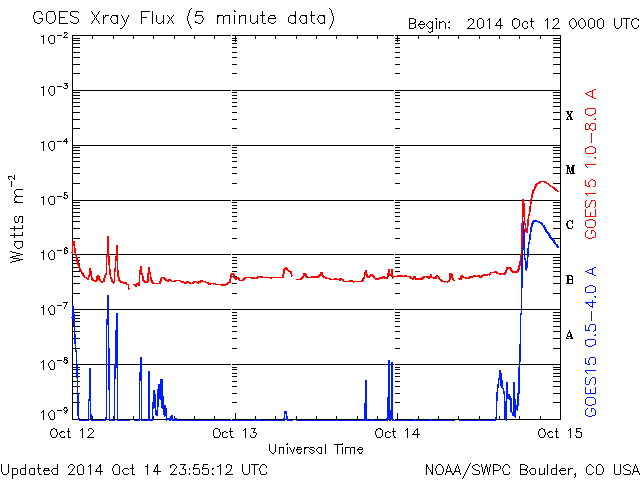 GOES Xray Flux (5 minute data)
Begin: 2014 Oct 12 0000 UTC
10-2
10-3
10-4
10-5
10-6
10-7
10-8
10-9
Watts m-2
X
M
C
B
A
GOES15 1.0-8.0 A
GOES15 0.5-4.0 A
Oct 12
Oct 13
Oct 14
Oct 15
Universal Time
Updated 2014 Oct 14 23:55:12 UTC
NOAA/SWPC Boulder, CO USA